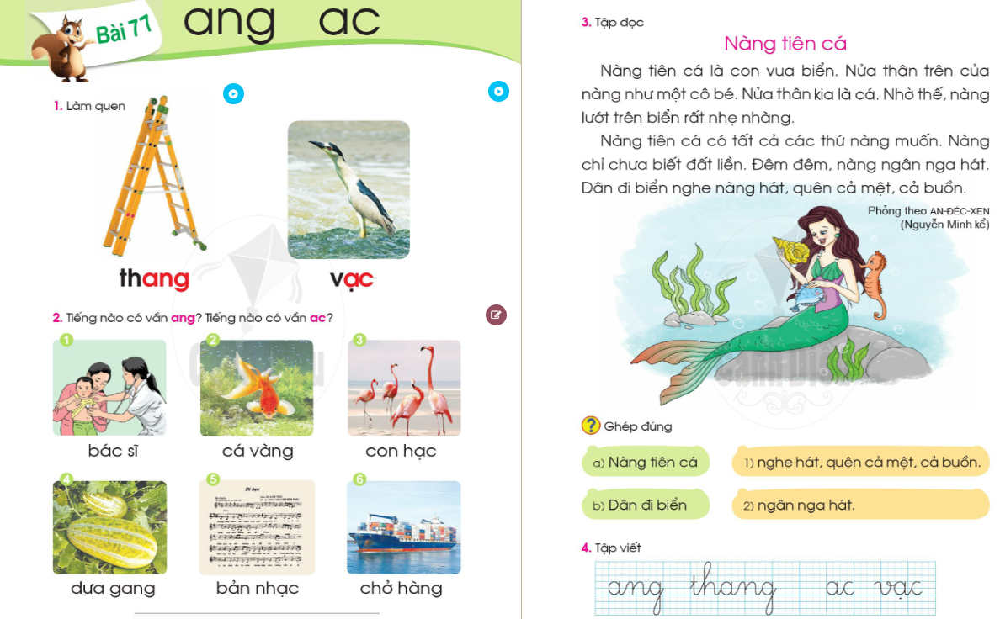 Bài 77
ang ac
1. Làm quen
thang
vạc
2. Tiếng nào có vần ang? Tiếng nào có vần ac?
1
2
3
bác sĩ
cá vàng
con hạc
4
5
6
Đi học
dưa gang
bản nhạc
chở hàng
3. Tập đọc
Nàng tiên cá
Nàng tiên cá là con vua biển. Nửa thân trên của
nàng như một cô bé. Nửa thân kia là cá. Nhờ thế, nàng
lướt trên biển rất nhẹ nhàng.
Nàng tiên cá có tất cả các thứ nàng muốn. Nàng
chỉ chưa biết đất liền. Đêm đêm, nàng ngân nga hát.
Dân đi biển nghe nàng hát, quên cả mệt, cả buồn.
Phỏng theo AN-ĐÉC-XEN
(Nguyễn Minh kể)
? Ghép đúng
a) Nàng tiên cá
1) nghe hát, quên cả mệt, cả buồn.
b) Dân đi biển
2) ngân nga hát.
4. Tập viết
ang thang ac vạc